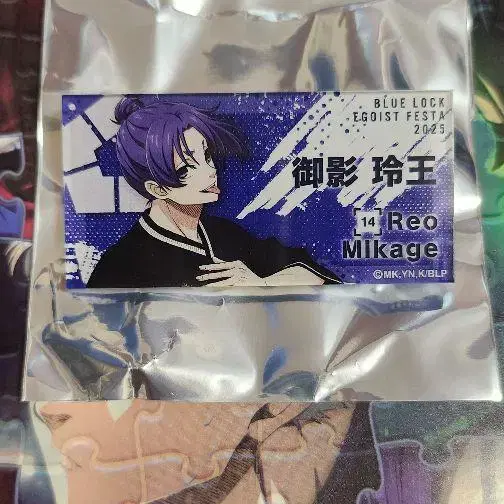 BLUE LOCK
EGOIST FESTA
2025
御影 玲王
14 Reo
Mikage
©MK,YN,K/BLP